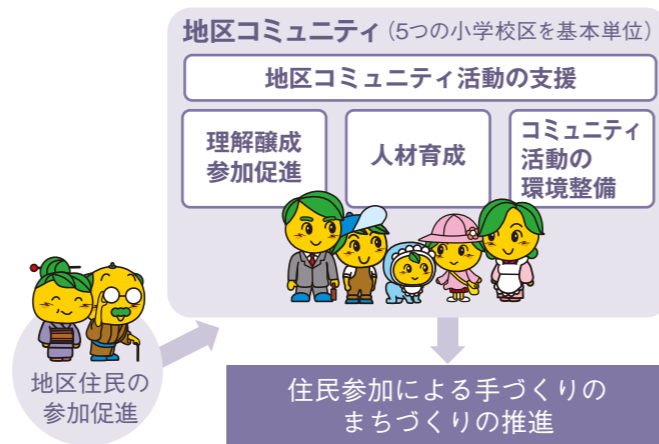 地区コミュニティ(5つの小学校区を基本単位)
地区コミュニティ活動の支援
理解醸成
参加促進
人材育成
コミュニティ
活動の
環境整備
地区住民の
参加促進
住民参加による手づくりの
まちづくりの推進